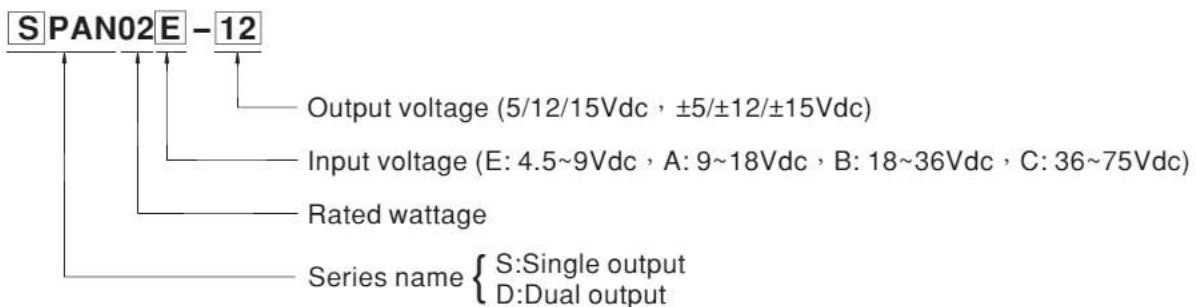 SPAN02E-12
Output voltage (5/12/15Vdc，±5/±12/±15Vdc)
Input voltage (E: 4.5~9Vdc，A: 9~18Vdc，B: 18~36Vdc，C: 36~75Vdc)
Rated wattage
Series name { S:Single output
D:Dual output